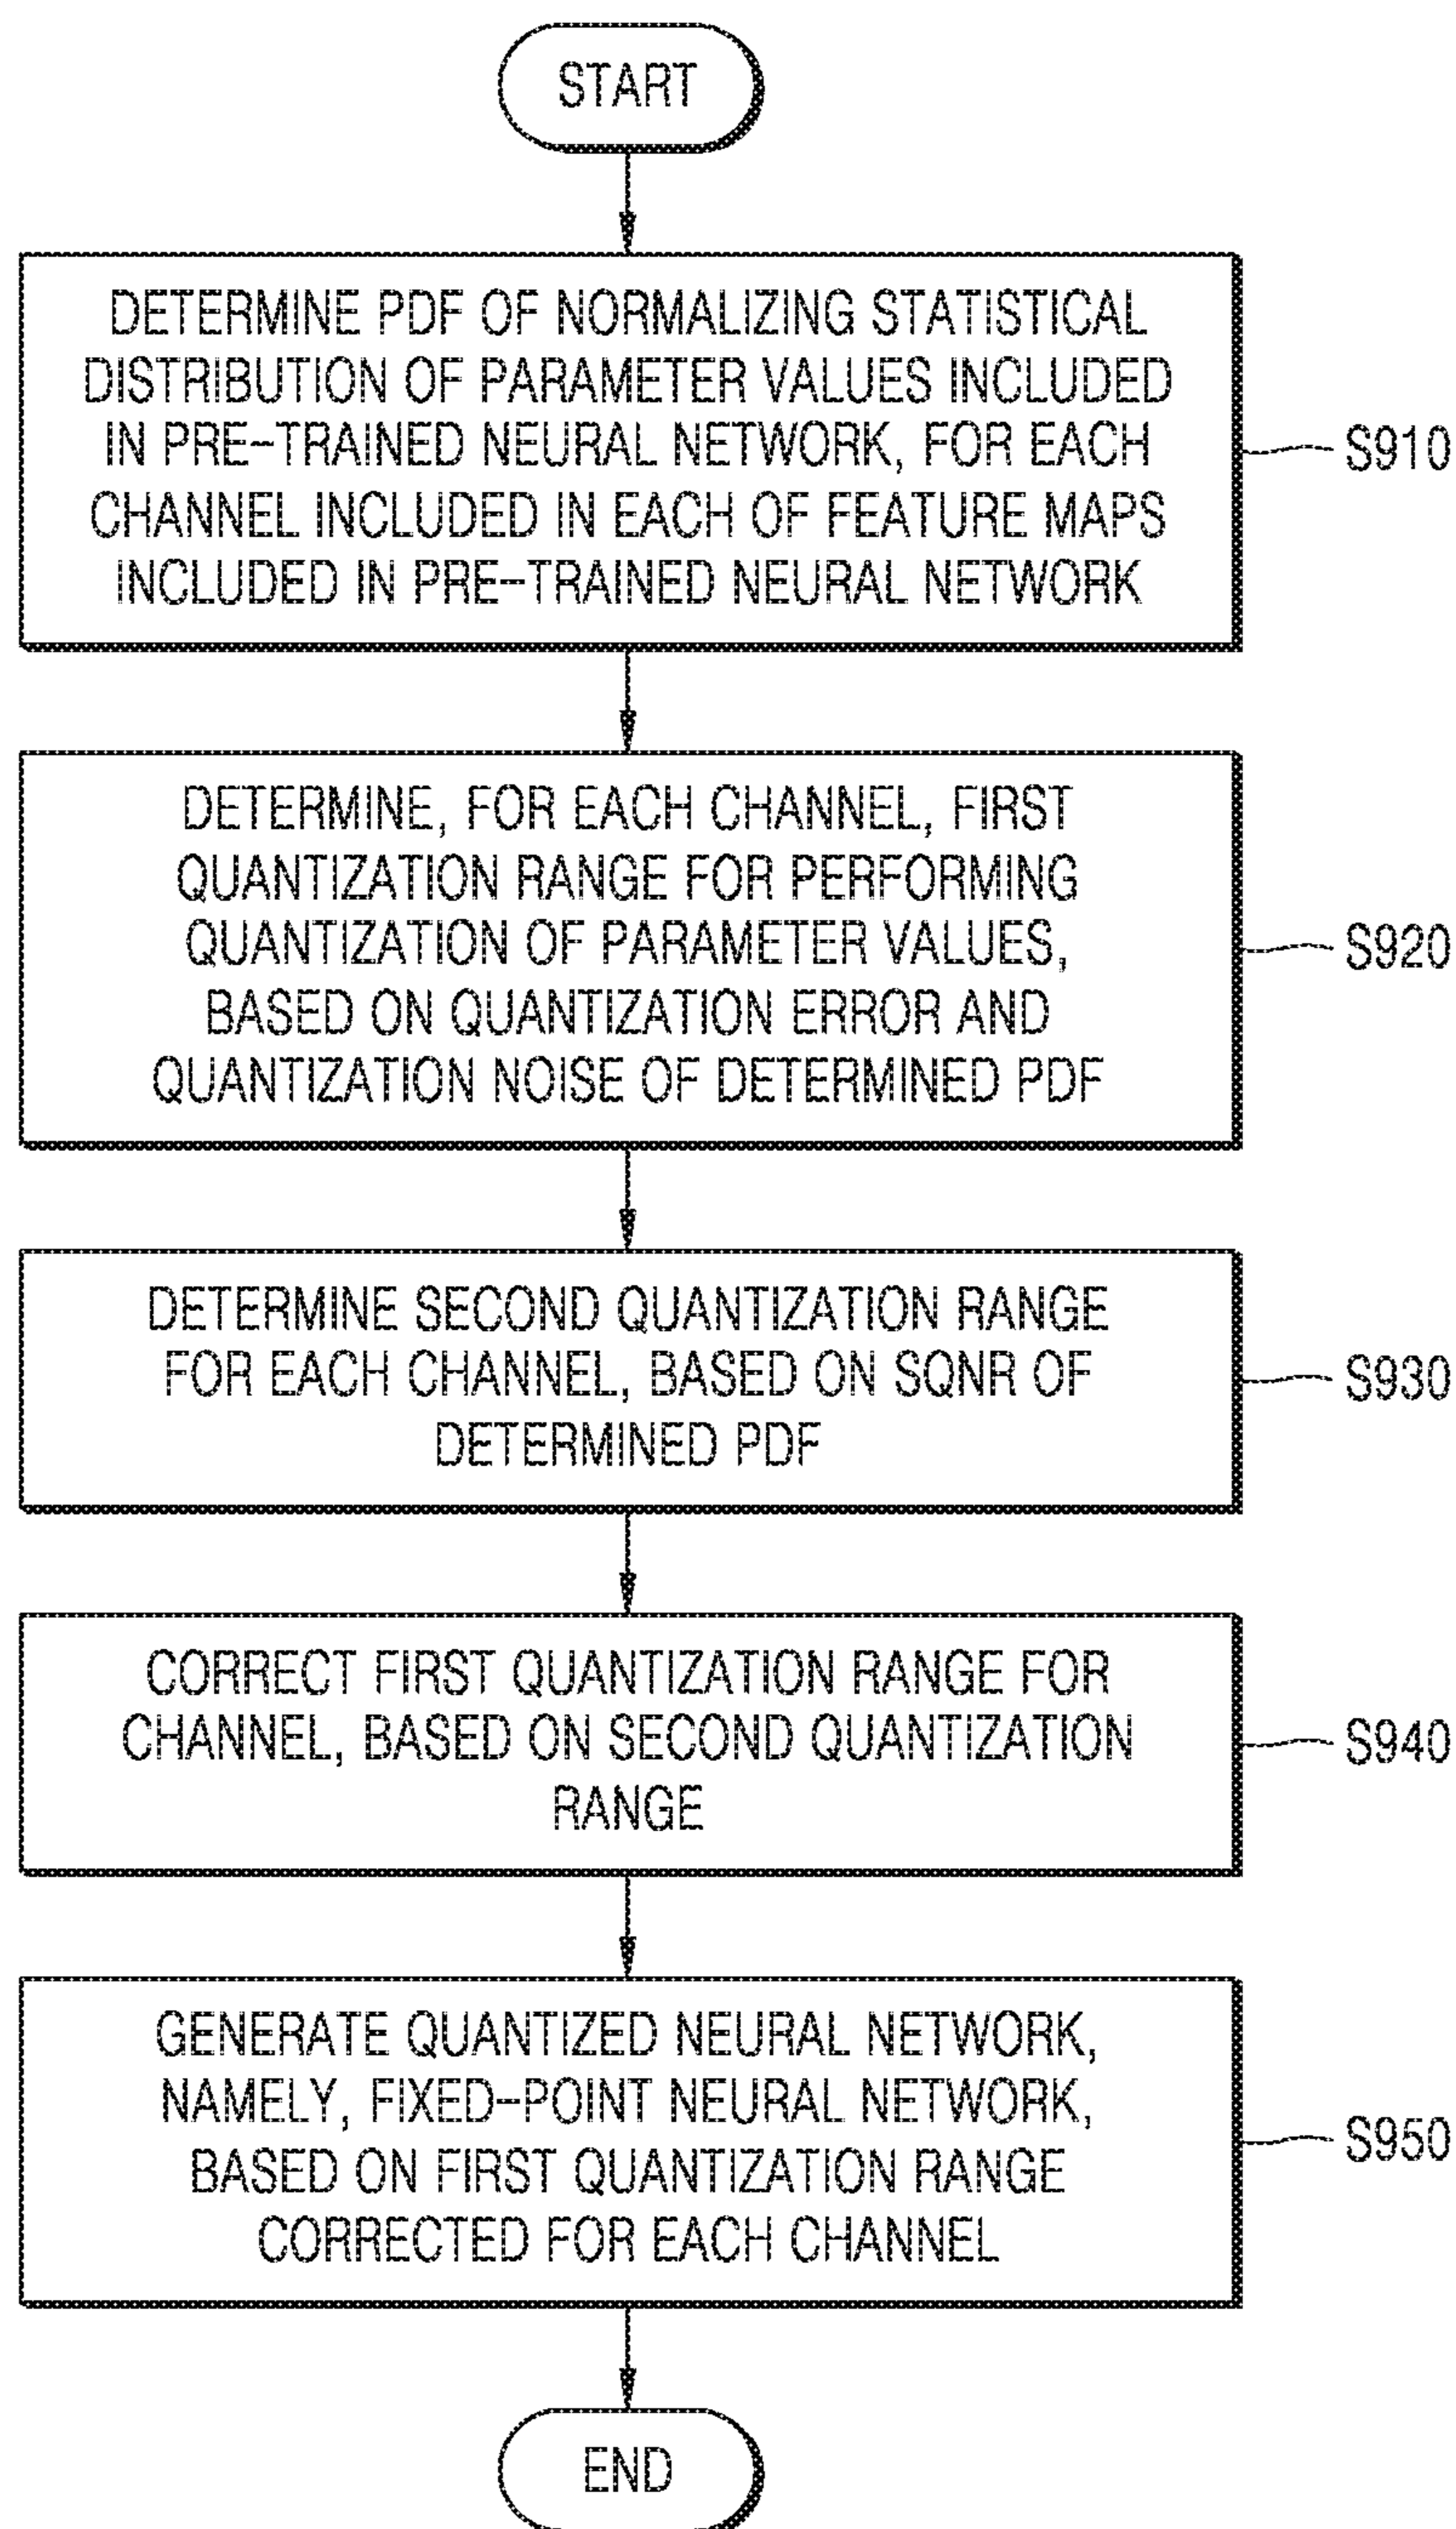 START
DETERMINE PDF OF NORMALIZING STATISTICAL
DISTRIBUTION OF PARAMETER VALUES INCLUDED
IN PRE-TRAINED NEURAL NETWORK, FOR EACH
CHANNEL INCLUDED IN EACH OF FEATURE MAPS
INCLUDED IN PRE-TRAINED NEURAL NETWORK
S910
DETERMINE, FOR EACH CHANNEL, FIRST
QUANTIZATION RANGE FOR PERFORMING
QUANTIZATION OF PARAMETER VALUES,
BASED ON QUANTIZATION ERROR AND
QUANTIZATION NOISE OF DETERMINED PDF
S920
DETERMINE SECOND QUANTIZATION RANGE
FOR EACH CHANNEL, BASED ON SQNR OF
DETERMINED PDF
S930
CORRECT FIRST QUANTIZATION RANGE FOR
CHANNEL, BASED ON SECOND QUANTIZATION
RANGE
S940
GENERATE QUANTIZED NEURAL NETWORK,
NAMELY, FIXED-POINT NEURAL NETWORK,
BASED ON FIRST QUANTIZATION RANGE
CORRECTED FOR EACH CHANNEL
S950
END